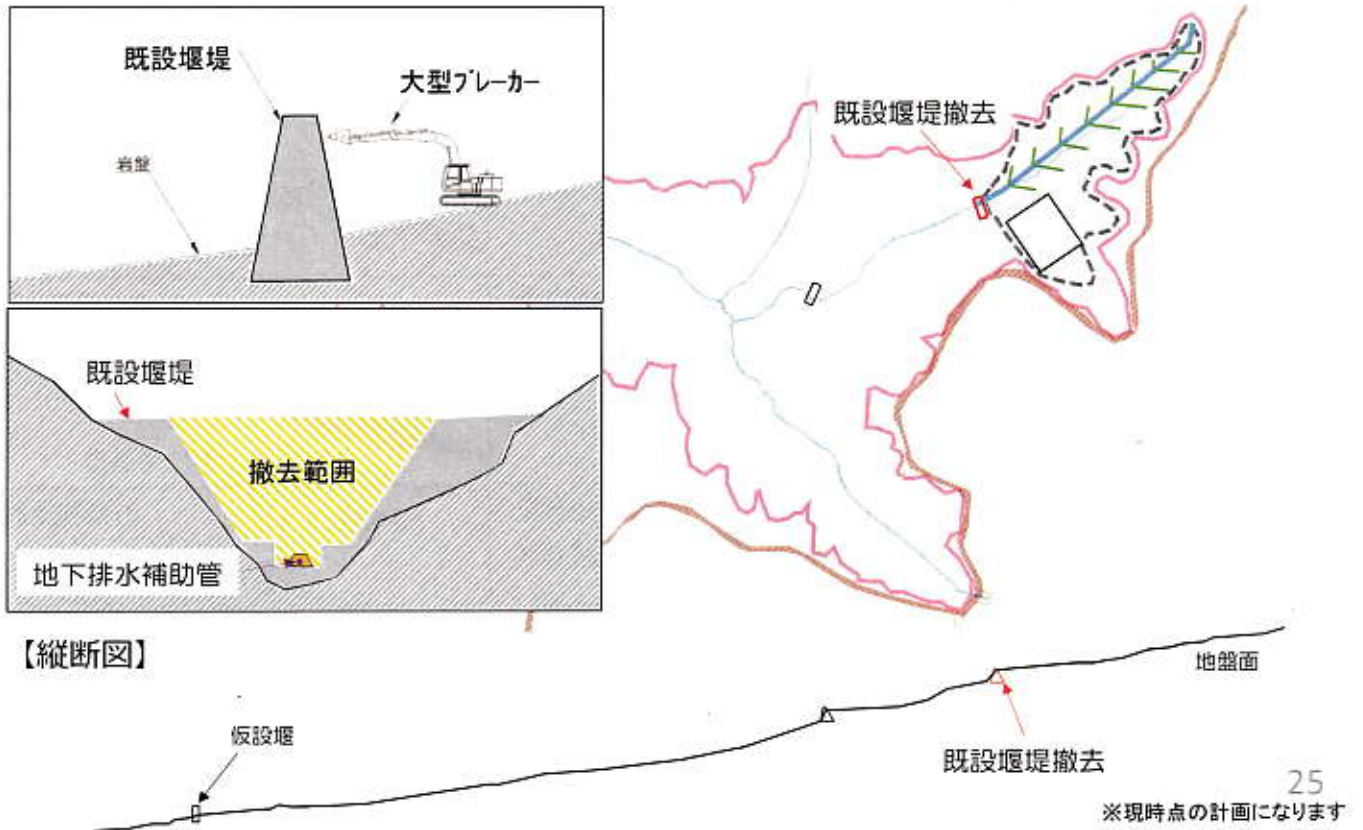 既設堰堤
大型ブレーカー
岩盤
既設堰堤撤去
既設堰堤
撤去範囲
地下排水補助管
【縦断図】
地盤面
仮設堰
既設堰堤撤去
25
※現時点の計画になります